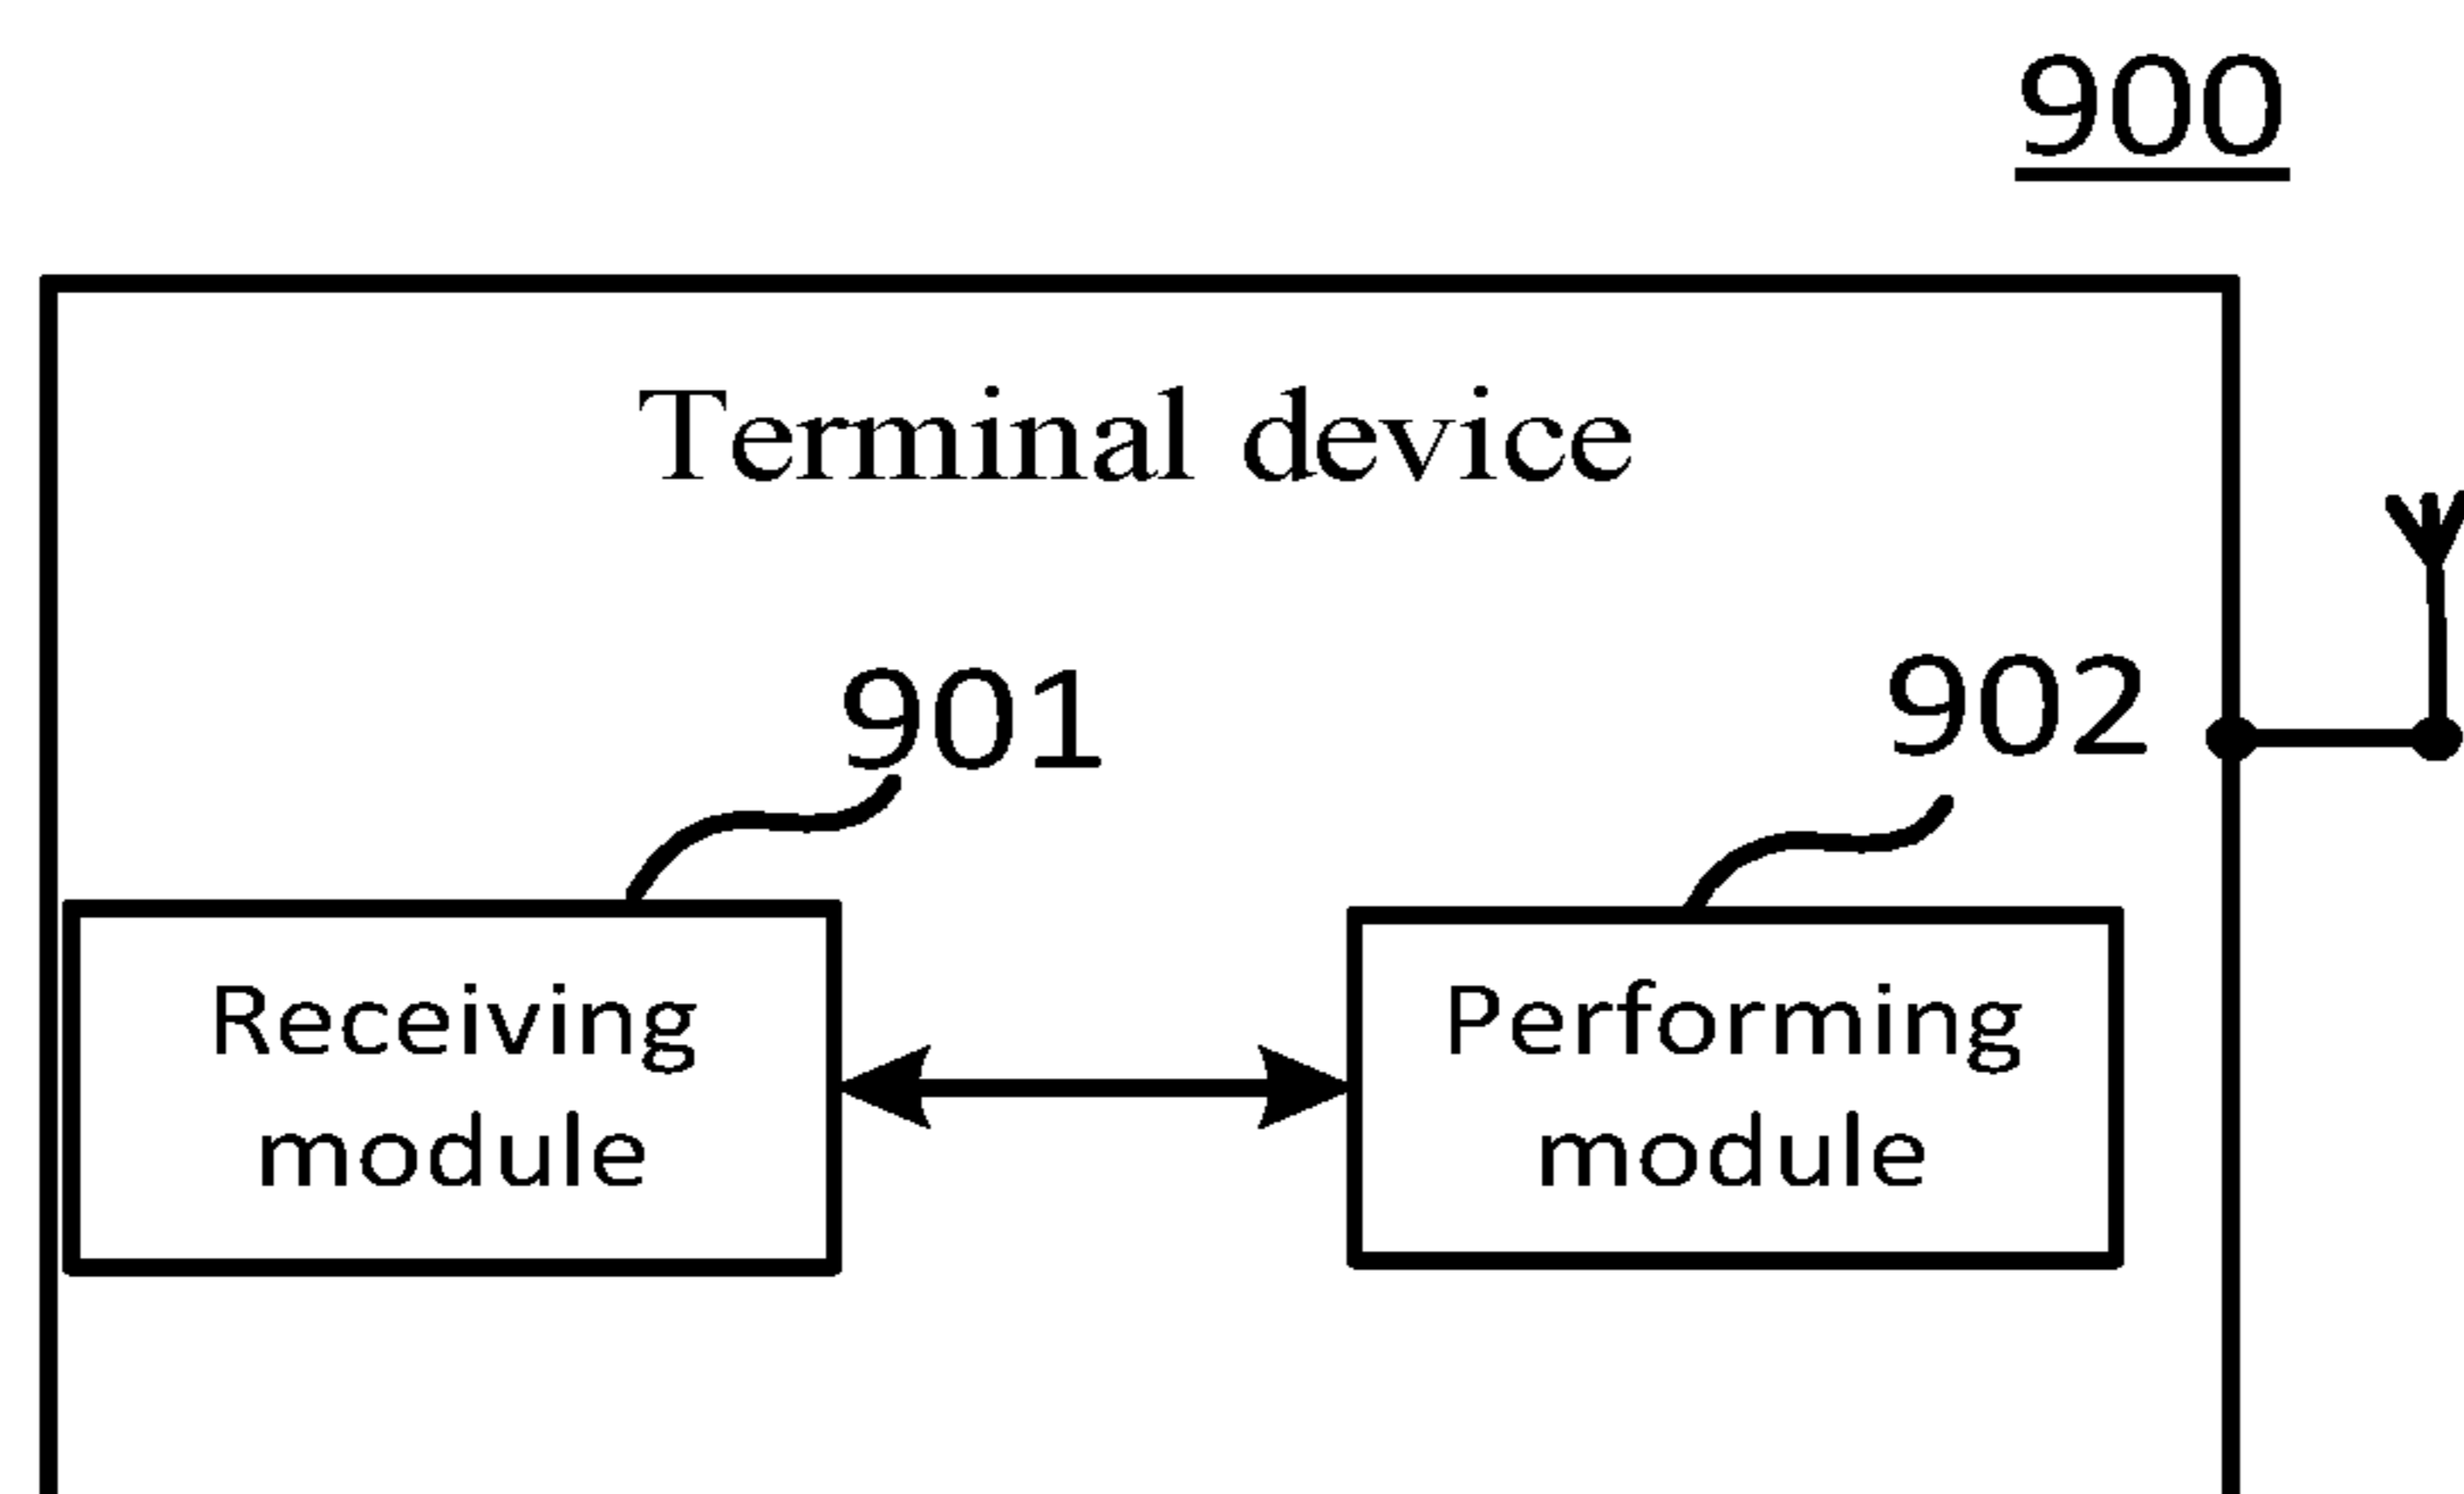 900
Terminal device
901
902
Receiving
module
Performing
module